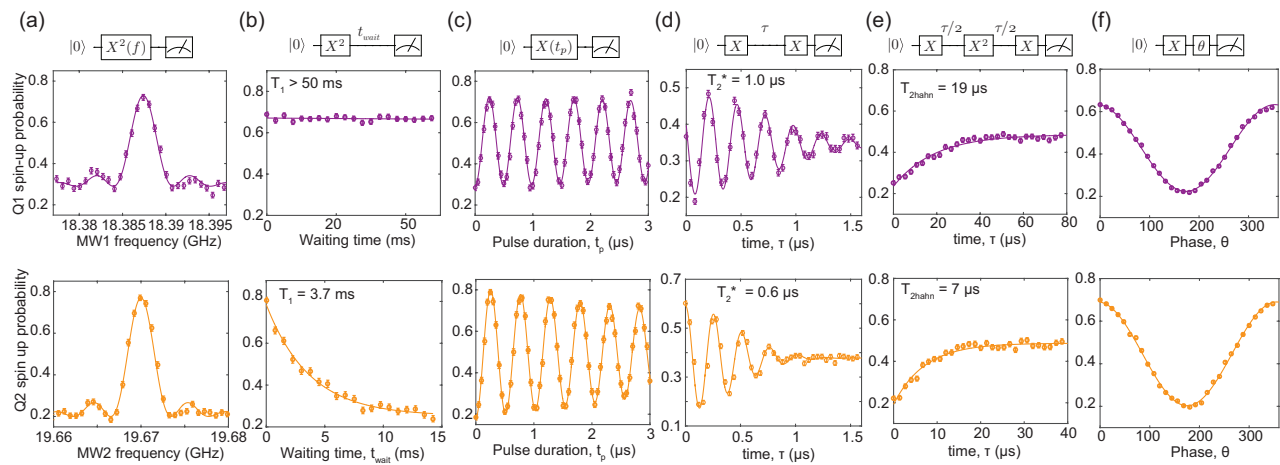 (a) (b) (c) (d) (e) (f)
|0⟩ X²(f)
|0⟩ X² t_wait
|0⟩ X(t_p)
|0⟩ X τ X
|0⟩ X τ/2 X² τ/2 X
|0⟩ X θ
Q1 spin-up probability
0.8
0.6
0.4
0.2
18.38 18.385 18.39 18.395
MW1 frequency (GHz)
T₁ > 50 ms
0.8
0.6
0.4
0.2
0 20 40 60
Waiting time (ms)
0.8
0.6
0.4
0.2
0 1 2 3
Pulse duration, t_p (µs)
T₂* = 1.0 µs
0.5
0.4
0.3
0.2
0 0.5 1.0 1.5
time, τ (µs)
T_2hahn = 19 µs
0.8
0.6
0.4
0.2
0 20 40 60 80
time, τ (µs)
0.8
0.6
0.4
0.2
0 100 200 300
Phase, θ
Q2 spin up probability
0.8
0.6
0.4
0.2
19.66 19.67 19.68
MW2 frequency (GHz)
T₁ = 3.7 ms
0.8
0.6
0.4
0.2
0 5 10 15
Waiting time, t_wait (ms)
0.8
0.6
0.4
0.2
0 1 2 3
Pulse duration, t_p (µs)
T₂* = 0.6 µs
0.7
0.6
0.5
0.4
0.3
0 0.5 1.0 1.5
time, τ (µs)
T_2hahn = 7 µs
0.8
0.6
0.4
0.2
0 10 20 30 40
time, τ (µs)
0.8
0.6
0.4
0.2
0 100 200 300
Phase, θ